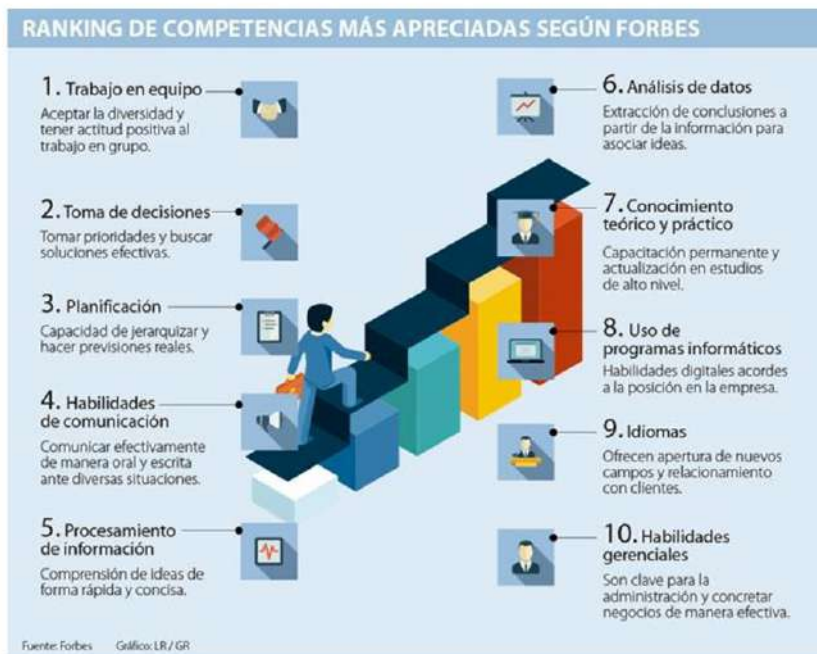 RANKING DE COMPETENCIAS MÁS APRECIADAS SEGÚN FORBES
1. Trabajo en equipo
Aceptar la diversidad y
tener actitud positiva al
trabajo en grupo.
2. Toma de decisiones
Tomar prioridades y buscar
soluciones efectivas.
3. Planificación
Capacidad de jerarquizar y
hacer previsiones reales.
4. Habilidades
de comunicación
Comunicar efectivamente
de manera oral y escrita
ante diversas situaciones.
5. Procesamiento
de información
Comprensión de ideas de
forma rápida y concisa.
6. Análisis de datos
Extracción de conclusiones a
partir de la información para
asociar ideas.
7. Conocimiento
teórico y práctico
Capacitación permanente y
actualización en estudios
de alto nivel.
8. Uso de
programas informáticos
Habilidades digitales acordes
a la posición en la empresa.
9. Idiomas
Ofrecen apertura de nuevos
campos y relacionamiento
con clientes.
10. Habilidades
gerenciales
Son clave para la
administración y concretar
negocios de manera efectiva.
Fuente: Forbes Gráfico: LR / GR